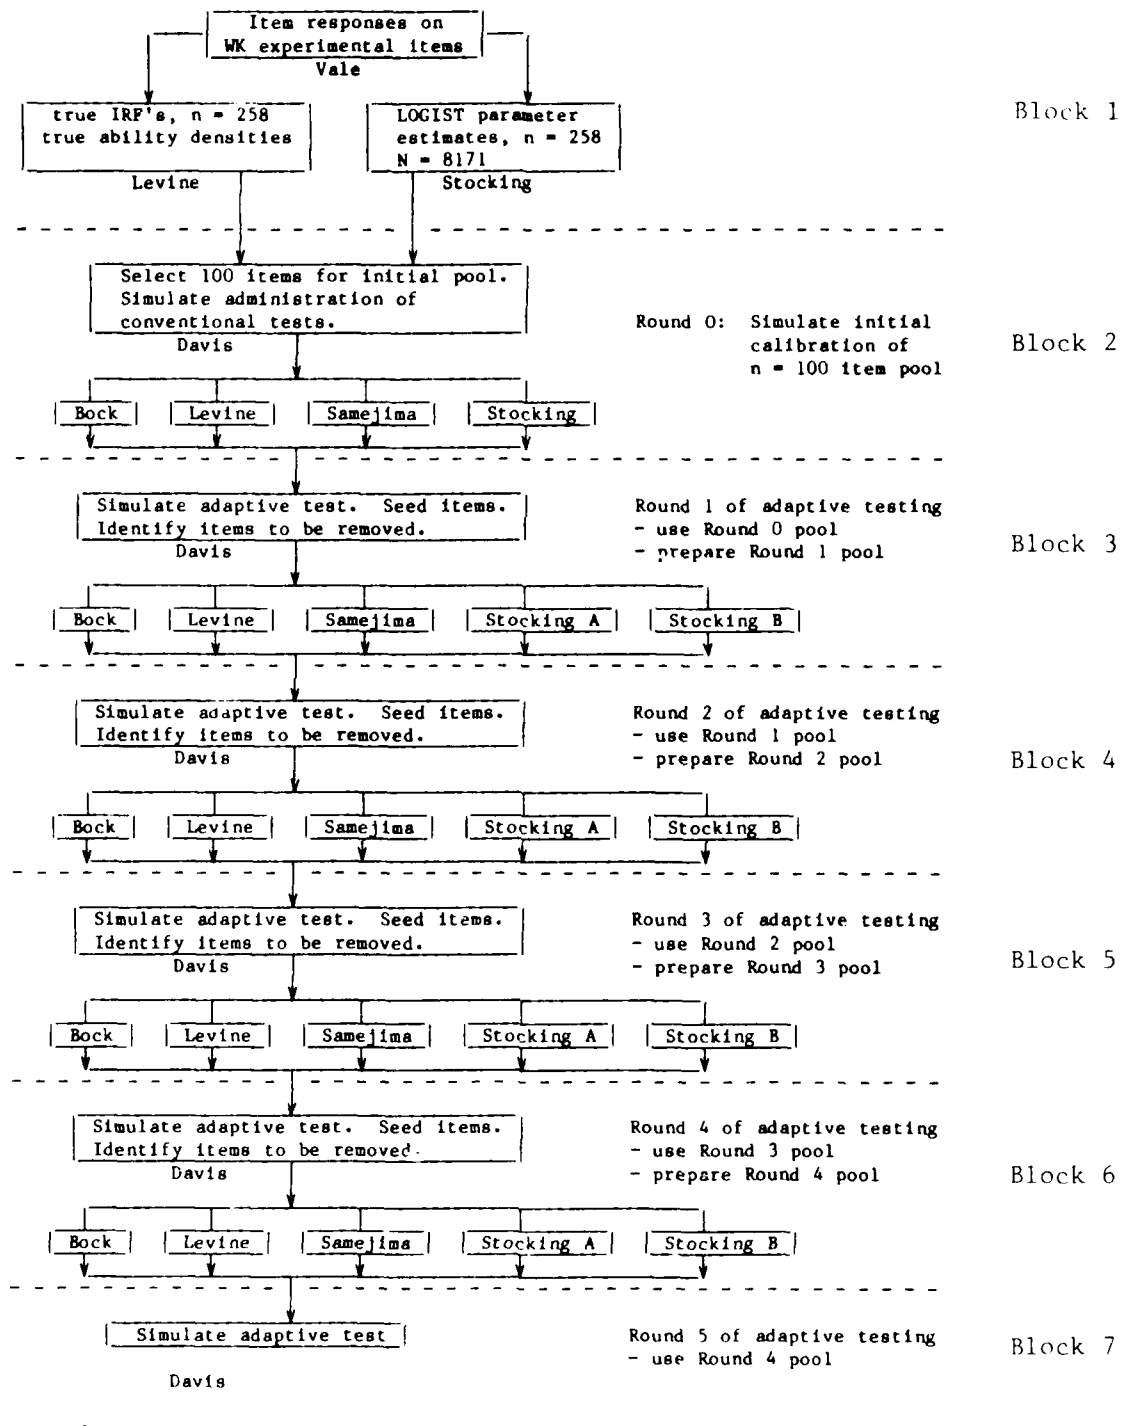 Item responses on
WK experimental items
Vale
true IRF's, n = 258
true ability densities
Levine
LOGIST parameter
estimates, n = 258
N = 8171
Stocking
Block 1
Select 100 items for initial pool.
Simulate administration of
conventional tests.
Davis
Round 0: Simulate initial
calibration of
n = 100 item pool
Block 2
Bock Levine Samejima Stocking
Simulate adaptive test. Seed items.
Identify items to be removed.
Davis
Round 1 of adaptive testing
- use Round 0 pool
- prepare Round 1 pool
Block 3
Bock Levine Samejima Stocking A Stocking B
Simulate adaptive test. Seed items.
Identify items to be removed.
Davis
Round 2 of adaptive testing
- use Round 1 pool
- prepare Round 2 pool
Block 4
Bock Levine Samejima Stocking A Stocking B
Simulate adaptive test. Seed items.
Identify items to be removed.
Davis
Round 3 of adaptive testing
- use Round 2 pool
- prepare Round 3 pool
Block 5
Bock Levine Samejima Stocking A Stocking B
Simulate adaptive test. Seed items.
Identify items to be removed.
Davis
Round 4 of adaptive testing
- use Round 3 pool
- prepare Round 4 pool
Block 6
Bock Levine Samejima Stocking A Stocking B
Simulate adaptive test
Davis
Round 5 of adaptive testing
- use Round 4 pool
Block 7